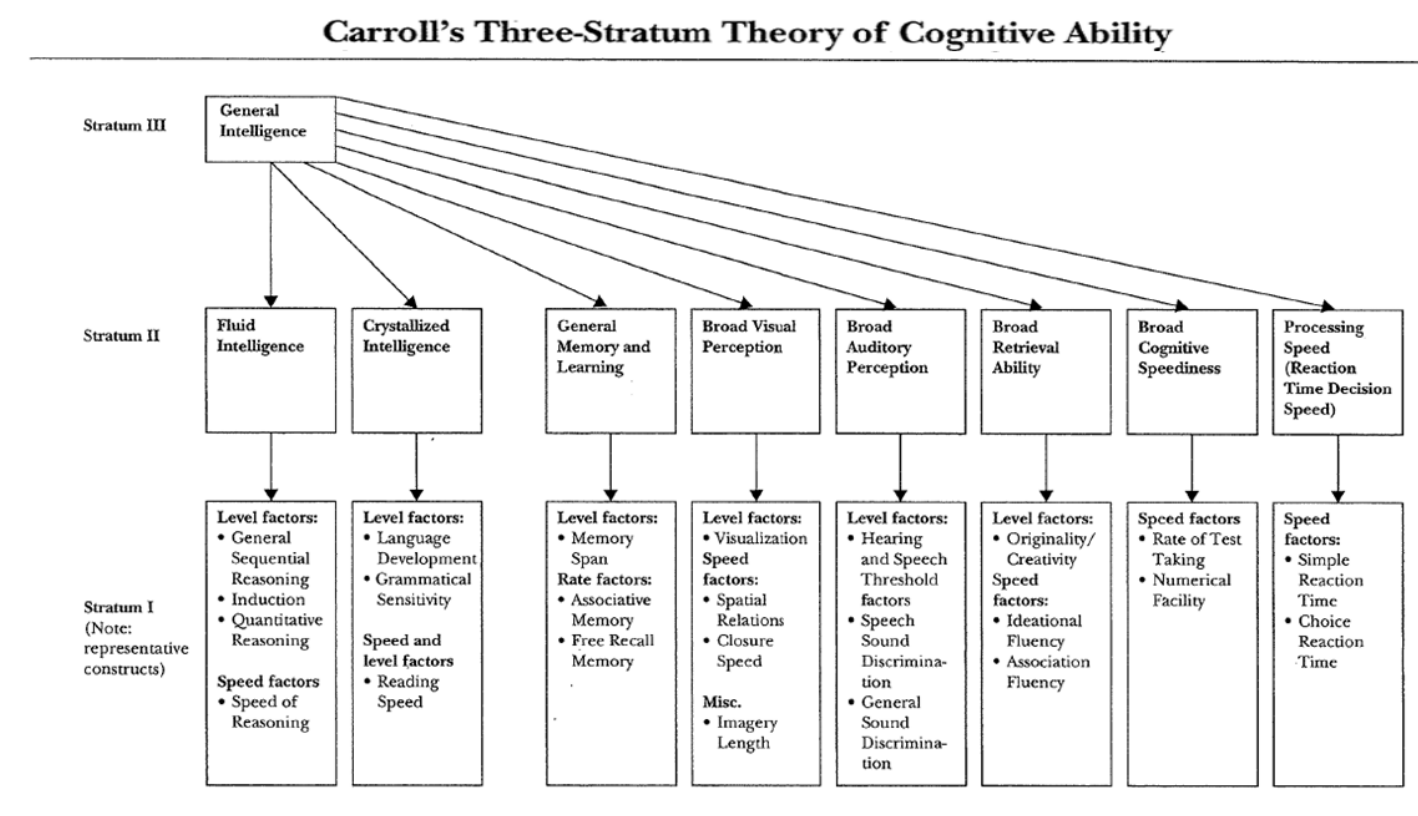 Carroll's Three-Stratum Theory of Cognitive Ability
Stratum III
General
Intelligence
Stratum II
Fluid
Intelligence
Crystallized
Intelligence
General
Memory and
Learning
Broad Visual
Perception
Broad
Auditory
Perception
Broad
Retrieval
Ability
Broad
Cognitive
Speediness
Processing
Speed
(Reaction
Time Decision
Speed)
Stratum I
(Note:
representative
constructs)
Level factors:
• General
Sequential
Reasoning
• Induction
• Quantitative
Reasoning
Speed factors
• Speed of
Reasoning
Level factors:
• Language
Development
• Grammatical
Sensitivity
Speed and
level factors
• Reading
Speed
Level factors:
• Memory
Span
Rate factors:
• Associative
Memory
• Free Recall
Memory
Level factors:
• Visualization
Speed
factors:
• Spatial
Relations
• Closure
Speed
Misc.
• Imagery
Length
Level factors:
• Hearing
and Speech
Threshold
factors
• Speech
Sound
Discrimina-
tion
• General
Sound
Discrimina-
tion
Level factors:
• Originality/
Creativity
Speed
factors:
• Ideational
Fluency
• Association
Fluency
Speed factors
• Rate of Test
Taking
• Numerical
Facility
Speed
factors:
• Simple
Reaction
Time
• Choice
Reaction
Time